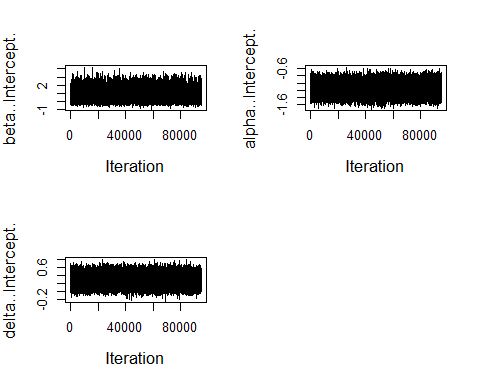 beta..Intercept.
2
-1
0
40000
80000
Iteration
alpha..Intercept.
-0.6
-1.6
0
40000
80000
Iteration
delta..Intercept.
0.6
-0.2
0
40000
80000
Iteration